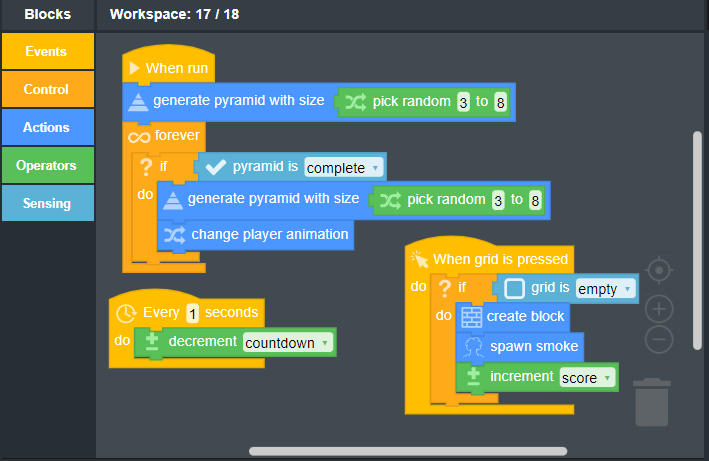 Blocks
Workspace: 17 / 18
Events
Control
Actions
Operators
Sensing
When run
generate pyramid with size pick random 3 to 8
forever
if pyramid is complete
do generate pyramid with size pick random 3 to 8
change player animation
When grid is pressed
do if grid is empty
do create block
spawn smoke
increment score
Every 1 seconds
do decrement countdown